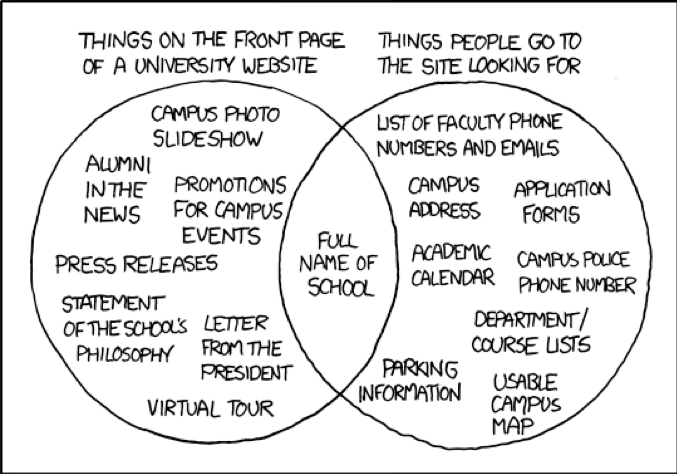 THINGS ON THE FRONT PAGE
OF A UNIVERSITY WEBSITE
THINGS PEOPLE GO TO
THE SITE LOOKING FOR
CAMPUS PHOTO
SLIDESHOW
ALUMNI
IN THE
NEWS
PROMOTIONS
FOR CAMPUS
EVENTS
PRESS RELEASES
STATEMENT
OF THE SCHOOL'S
PHILOSOPHY
LETTER
FROM THE
PRESIDENT
VIRTUAL TOUR
FULL
NAME OF
SCHOOL
LIST OF FACULTY PHONE
NUMBERS AND EMAILS
CAMPUS
ADDRESS
APPLICATION
FORMS
ACADEMIC
CALENDAR
CAMPUS POLICE
PHONE NUMBER
DEPARTMENT/
COURSE LISTS
PARKING
INFORMATION
USABLE
CAMPUS
MAP